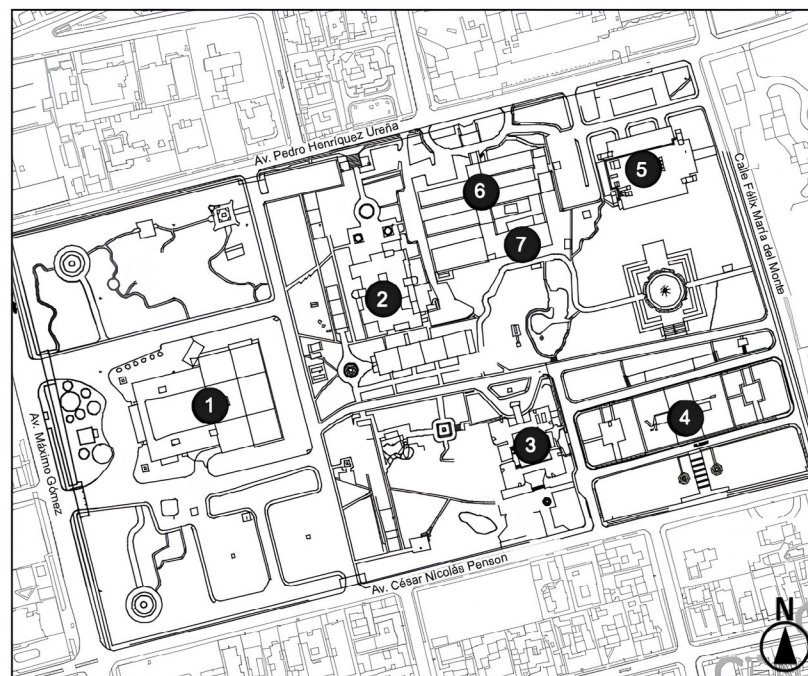 Av. Pedro Henríquez Ureña
5
6
Calle Félix María del Monte
7
2
1
4
Av. Máximo Gómez
3
Av. César Nicolás Penson
N